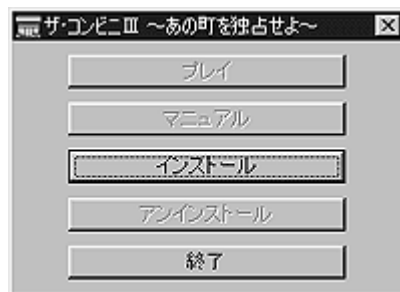 ザ・コンビニⅢ ～あの町を独占せよ～
プレイ
マニュアル
インストール
アンインストール
終了